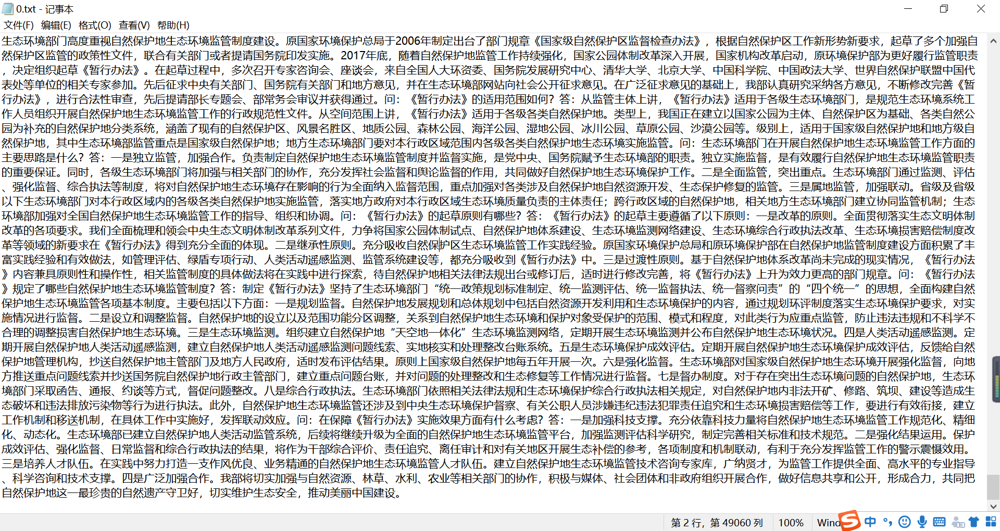 0.txt - 记事本
文件(F) 编辑(E) 格式(O) 查看(V) 帮助(H)
生态环境部门高度重视自然保护地生态环境监管制度建设。原国家环境保护总局于2006年制定出台了部门规章《国家级自然保护区监督检查办法》，根据自然保护区工作新形势新要求，起草了多个加强自
然保护区监管的政策性文件，联合有关部门或者提请国务院印发实施。2017年底，随着自然保护地监管工作持续强化，国家公园体制改革深入开展，国家机构改革启动，原环境保护部为更好履行监管职责
，决定组织起草《暂行办法》。在起草过程中，多次召开专家咨询会、座谈会，来自全国人大环资委、国务院发展研究中心、清华大学、北京大学、中国科学院、中国政法大学、世界自然保护联盟中国代
表处等单位的相关专家参加。先后征求中央有关部门、国务院有关部门和地方意见，并在生态环境部网站向社会公开征求意见。在广泛征求意见的基础上，我部认真研究采纳各方意见，不断修改完善《暂
行办法》，进行合法性审查，先后提请部长专题会、部常务会审议并获得通过。问：《暂行办法》的适用范围如何？答：从监管主体上讲，《暂行办法》适用于各级生态环境部门，是规范生态环境系统工
作人员组织开展自然保护地生态环境监管工作的行政规范性文件。从空间范围上讲，《暂行办法》适用于各级各类自然保护地。类型上，我国正在建立以国家公园为主体、自然保护区为基础、各类自然公
园为补充的自然保护地分类系统，涵盖了现有的自然保护区、风景名胜区、地质公园、森林公园、海洋公园、湿地公园、冰川公园、草原公园、沙漠公园等。级别上，适用于国家级自然保护地和地方级自
然保护地，其中生态环境部监管重点是国家级自然保护地；地方生态环境部门要对本行政区域范围内各级各类自然保护地生态环境实施监管。问：生态环境部门在开展自然保护地生态环境监管工作方面的
主要思路是什么？答：一是独立监管，加强合作。负责制定自然保护地生态环境监管制度并监督实施，是党中央、国务院赋予生态环境部的职责。独立实施监督，是有效履行自然保护地生态环境监管职责
的重要保证。同时，各级生态环境部门将加强与相关部门的协作，充分发挥社会监督和舆论监督的作用，共同做好自然保护地生态环境保护工作。二是全面监管，突出重点。生态环境部门通过监测、评估
、强化监督、综合执法等制度，将对自然保护地生态环境存在影响的行为全面纳入监督范围，重点加强对各类涉及自然保护地自然资源开发、生态保护修复的监管。三是属地监管，加强联动。省级及省级
以下生态环境部门对本行政区域内的各级各类自然保护地实施监管，落实地方政府对本行政区域生态环境质量负责的主体责任；跨行政区域的自然保护地，相关地方生态环境部门建立协同监管机制；生态
环境部加强对全国自然保护地生态环境监管工作的指导、组织和协调。问：《暂行办法》的起草原则有哪些？答：《暂行办法》的起草主要遵循了以下原则：一是改革的原则。全面贯彻落实生态文明体制
改革的各项要求。我们全面梳理和领会中央生态文明体制改革系列文件，力争将国家公园体制试点、自然保护地体系建设、生态环境监测网络建设、生态环境综合行政执法改革、生态环境损害赔偿制度改
革等领域的新要求在《暂行办法》得到充分全面的体现。二是继承性原则。充分吸收自然保护区生态环境监管工作实践经验。原国家环境保护总局和原环境保护部在自然保护地监管制度建设方面积累了丰
富实践经验和有效做法，如管理评估、绿盾专项行动、人类活动遥感监测、监管系统建设等，都充分吸收到《暂行办法》中。三是过渡性原则。基于自然保护地体系改革尚未完成的现实情况，《暂行办法
》内容兼具原则性和操作性，相关监管制度的具体做法将在实践中进行探索，待自然保护地相关法律法规出台或修订后，适时进行修改完善，将《暂行办法》上升为效力更高的部门规章。问：《暂行办法
》规定了哪些自然保护地生态环境监管制度？答：制定《暂行办法》坚持了生态环境部门“统一政策规划标准制定、统一监测评估、统一监督执法、统一督察问责”的“四个统一”的思想，全面构建自然
保护地生态环境监管各项基本制度。主要包括以下方面：一是规划监督。自然保护地发展规划和总体规划中包括自然资源开发利用和生态环境保护的内容，通过规划环评制度落实生态环境保护要求，对实
施情况进行监督。二是设立和调整监督。自然保护地的设立以及范围功能分区调整，关系到自然保护地生态环境和保护对象受保护的范围、模式和程度，对此类行为应重点监管，防止违法违规和不科学不
合理的调整损害自然保护地生态环境。三是生态环境监测。组织建立自然保护地“天空地一体化”生态环境监测网络，定期开展生态环境监测并公布自然保护地生态环境状况。四是人类活动遥感监测。定
期开展自然保护地人类活动遥感监测，建立自然保护地人类活动遥感监测问题线索、实地核实和处理整改台账系统。五是生态环境保护成效评估。定期开展自然保护地生态环境保护成效评估，反馈给自然
保护地管理机构，抄送自然保护地主管部门及地方人民政府，适时发布评估结果。原则上国家级自然保护地每五年开展一次。六是强化监督。生态环境部对国家级自然保护地生态环境开展强化监督，向地
方推送重点问题线索并抄送国务院自然保护地行政主管部门，建立重点问题台账，并对问题的处理整改和生态修复等工作情况进行监督。七是督办制度。对于存在突出生态环境问题的自然保护地，生态环
境部门采取函告、通报、约谈等方式，督促问题整改。八是综合行政执法。生态环境部门依照相关法律法规和生态环境保护综合行政执法相关规定，对自然保护地内非法开矿、修路、筑坝、建设等造成生
态破坏和违法排放污染物等行为进行执法。此外，自然保护地生态环境监管还涉及到中央生态环境保护督察、有关公职人员涉嫌违纪违法犯罪责任追究和生态环境损害赔偿等工作，要进行有效衔接，建立
工作机制和移送机制，在具体工作中实施好，发挥联动效应。问：在保障《暂行办法》实施效果方面有什么考虑？答：一是加强科技支撑。充分依靠科技力量将自然保护地生态环境监管工作规范化、精细
化、动态化。生态环境部已建立自然保护地人类活动监管系统，后续将继续升级为全面的自然保护地生态环境监管平台，加强监测评估科学研究，制定完善相关标准和技术规范。二是强化结果运用。保护
成效评估、强化监督、日常监督和综合行政执法的结果，将作为干部综合评价、责任追究、离任审计和对有关地区开展生态补偿的参考，各项制度和机制联动，有利于充分发挥监管工作的警示震慑效用。
三是培养人才队伍。在实践中努力打造一支作风优良、业务精通的自然保护地生态环境监管人才队伍。建立自然保护地生态环境监管技术咨询专家库，广纳贤才，为监管工作提供全面、高水平的专业指导
、科学咨询和技术支撑。四是广泛加强合作。我部将切实加强与自然资源、林草、水利、农业等相关部门的协作，积极与媒体、社会团体和非政府组织开展合作，做好信息共享和公开，形成合力，共同把
自然保护地这一最珍贵的自然遗产守卫好，切实维护生态安全，推动美丽中国建设。
第 2 行，第 49060 列 100% Wind 中